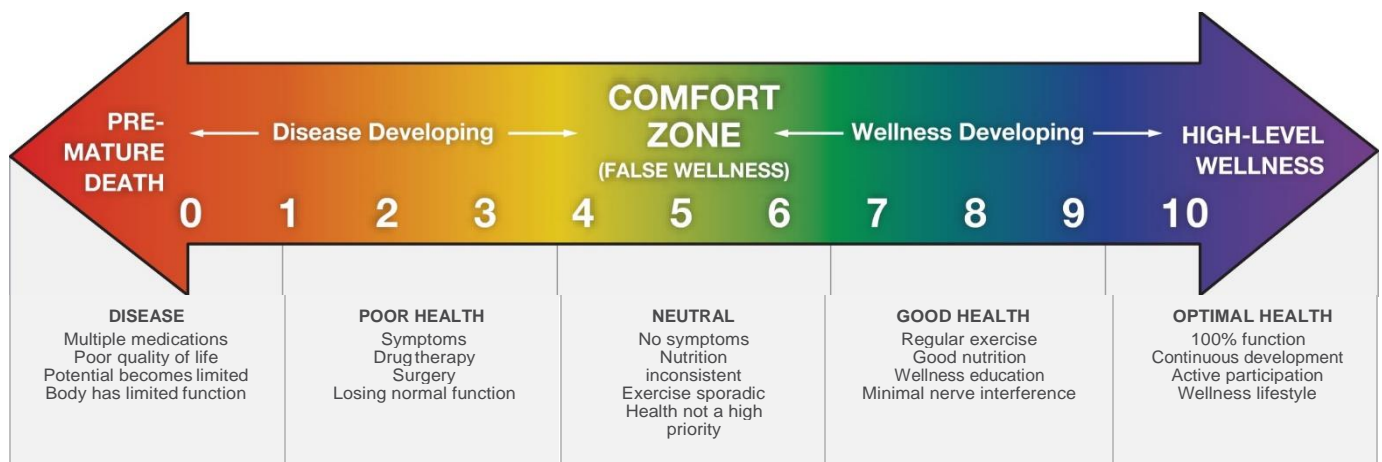 PRE-
MATURE
DEATH
Disease Developing
COMFORT
ZONE
(FALSE WELLNESS)
Wellness Developing
HIGH-LEVEL
WELLNESS
0 1 2 3 4 5 6 7 8 9 10
DISEASE
Multiple medications
Poor quality of life
Potential becomes limited
Body has limited function
POOR HEALTH
Symptoms
Drugtherapy
Surgery
Losing normal function
NEUTRAL
No symptoms
Nutrition
inconsistent
Exercise sporadic
Health not a high
priority
GOOD HEALTH
Regular exercise
Good nutrition
Wellness education
Minimal nerve interference
OPTIMAL HEALTH
100% function
Continuous development
Active participation
Wellness lifestyle